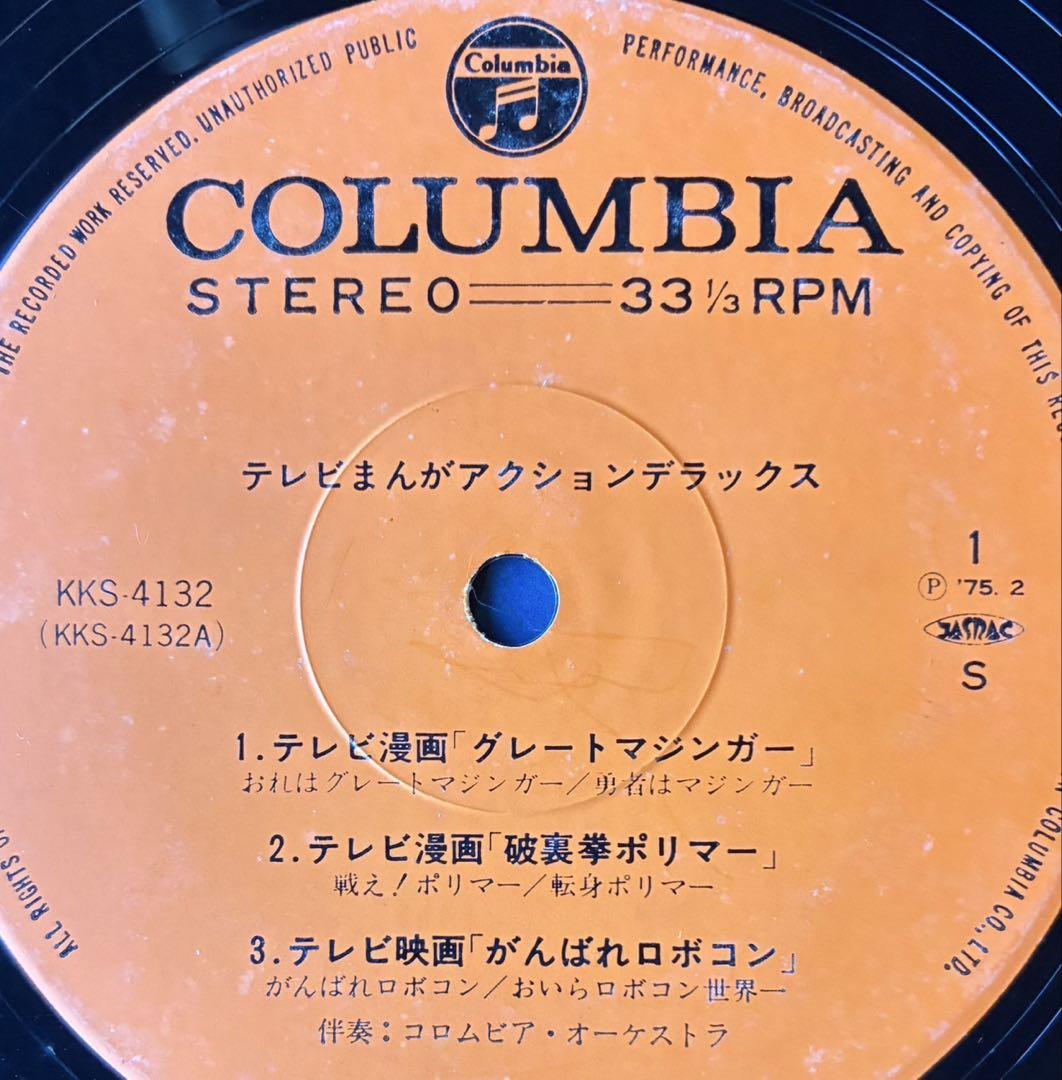 THE RECORDED WORK RESERVED. UNAUTHORIZED PUBLIC
PERFORMANCE, BROADCASTING AND COPYING OF THIS
Columbia
COLUMBIA
STEREO 33 1/3 RPM
テレビまんがアクションデラックス
KKS-4132
(KKS-4132A)
1
Ⓟ '75. 2
JASRAC
S
1.テレビ漫画「グレートマジンガー」
おれはグレートマジンガー/勇者はマジンガー
2.テレビ漫画「破裏拳ポリマー」
戦え!ポリマー/転身ポリマー
3.テレビ映画「がんばれロボコン」
がんばれロボコン/おいらロボコン世界一
伴奏:コロムビア・オーケストラ
ALL RIGHTS
COLUMBIA CO., LTD.